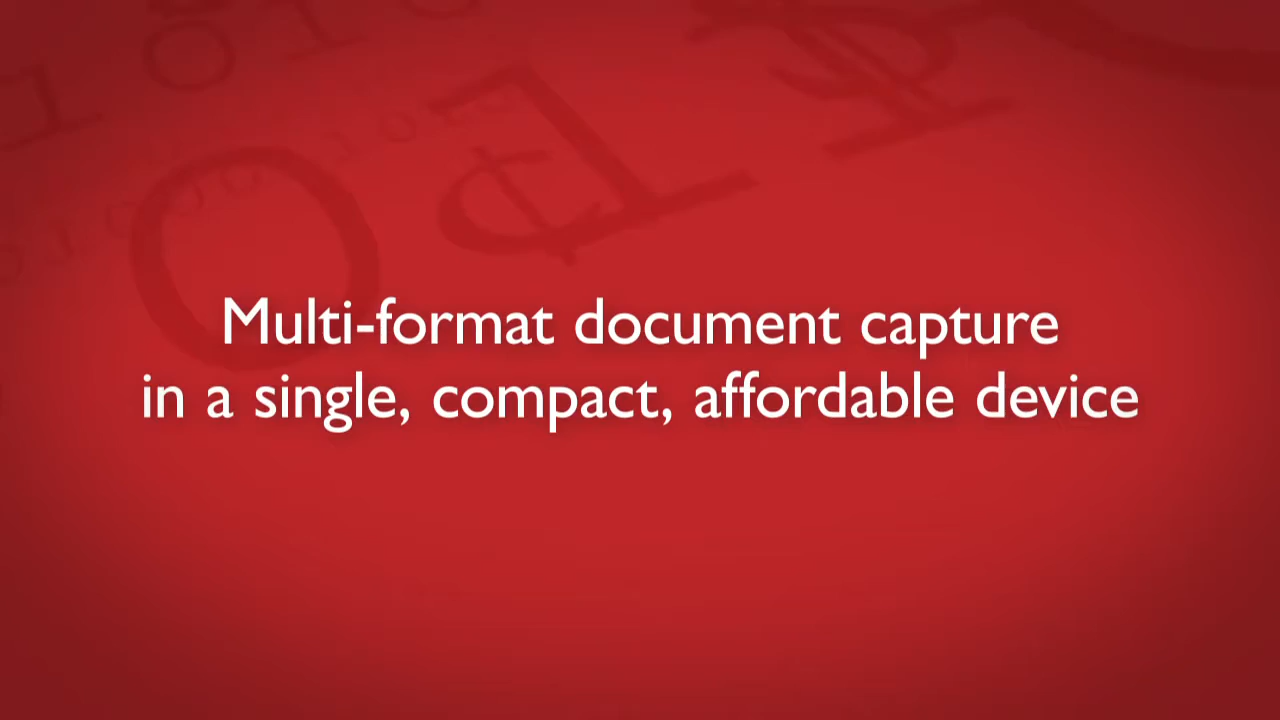 Multi-format document capture
in a single, compact, affordable device